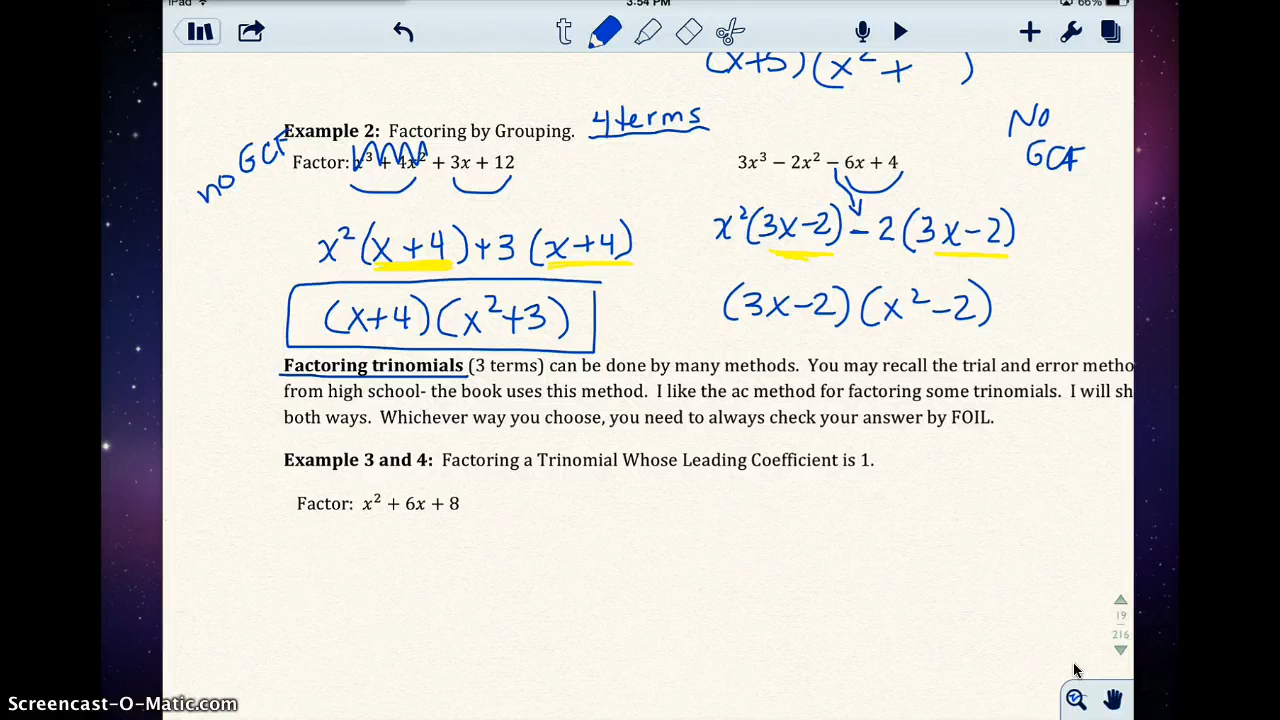 iPad 3:54 PM 66%
t
(x+5)(x² + )
Example 2: Factoring by Grouping. 4 terms
no GCF
No GCF
Factor: x³ + 4x² + 3x + 12
3x³ − 2x² − 6x + 4
x²(x+4)+3(x+4)
x²(3x−2)−2(3x−2)
(x+4)(x²+3)
(3x−2)(x²−2)
Factoring trinomials (3 terms) can be done by many methods. You may recall the trial and error metho
from high school- the book uses this method. I like the ac method for factoring some trinomials. I will sh
both ways. Whichever way you choose, you need to always check your answer by FOIL.
Example 3 and 4: Factoring a Trinomial Whose Leading Coefficient is 1.
Factor: x² + 6x + 8
19
216
Screencast-O-Matic.com